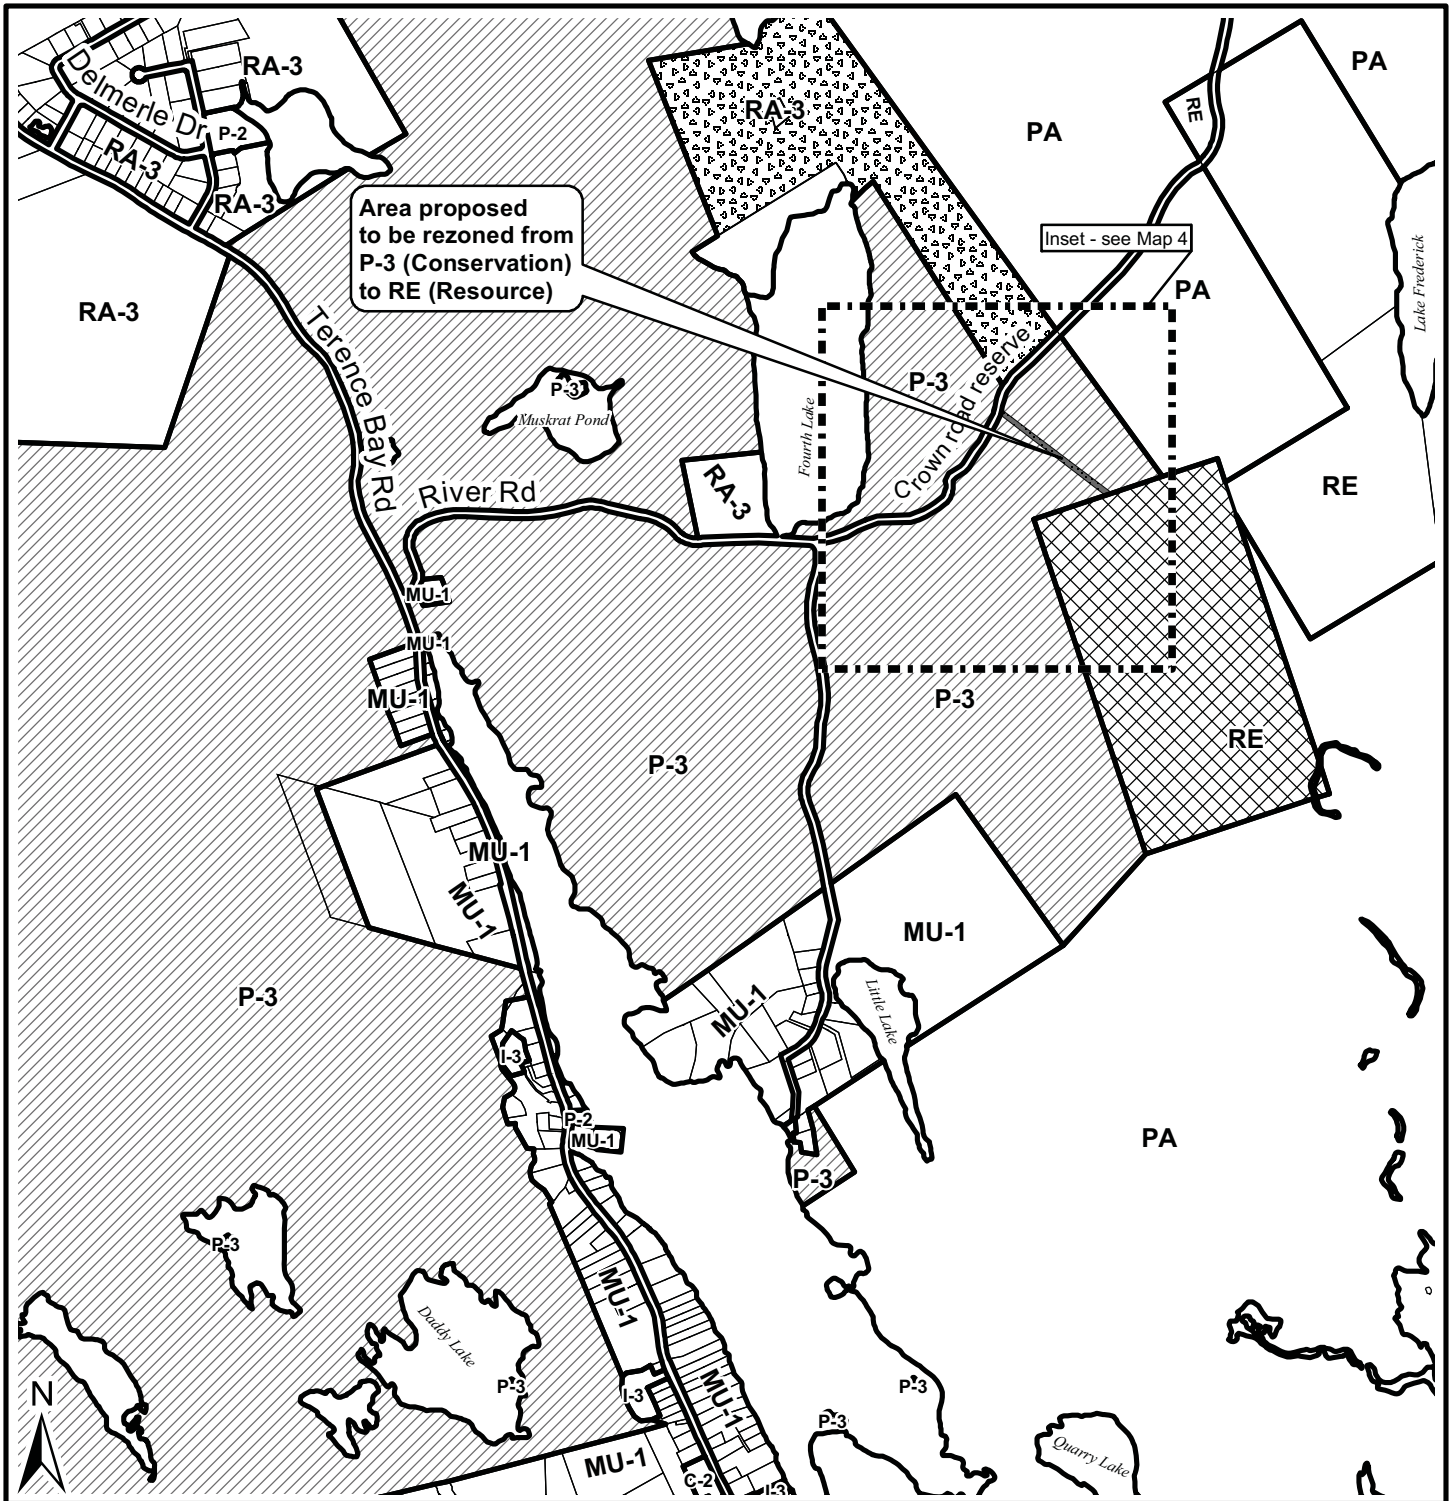 RA-3
PA
Delmerle Dr
RE
RA-3
P-2
PA
RA-3
RA-3
Area proposed
to be rezoned from
P-3 (Conservation)
to RE (Resource)
Inset - see Map 4
PA
Lake Frederick
RA-3
Terence Bay Rd
Crown road reserve
P-3
P-3
Muskrat Pond
Fourth Lake
RA-3
River Rd
RE
MU-1
MU-1
MU-1
P-3
RE
P-3
MU-1
MU-1
MU-1
P-3
MU-1
Little Lake
I-3
P-2
MU-1
PA
P-3
P-3
MU-1
Daddy Lake
P-3
P-3
I-3
MU-1
N
P-3
Quarry Lake
MU-1
C-2
I-3